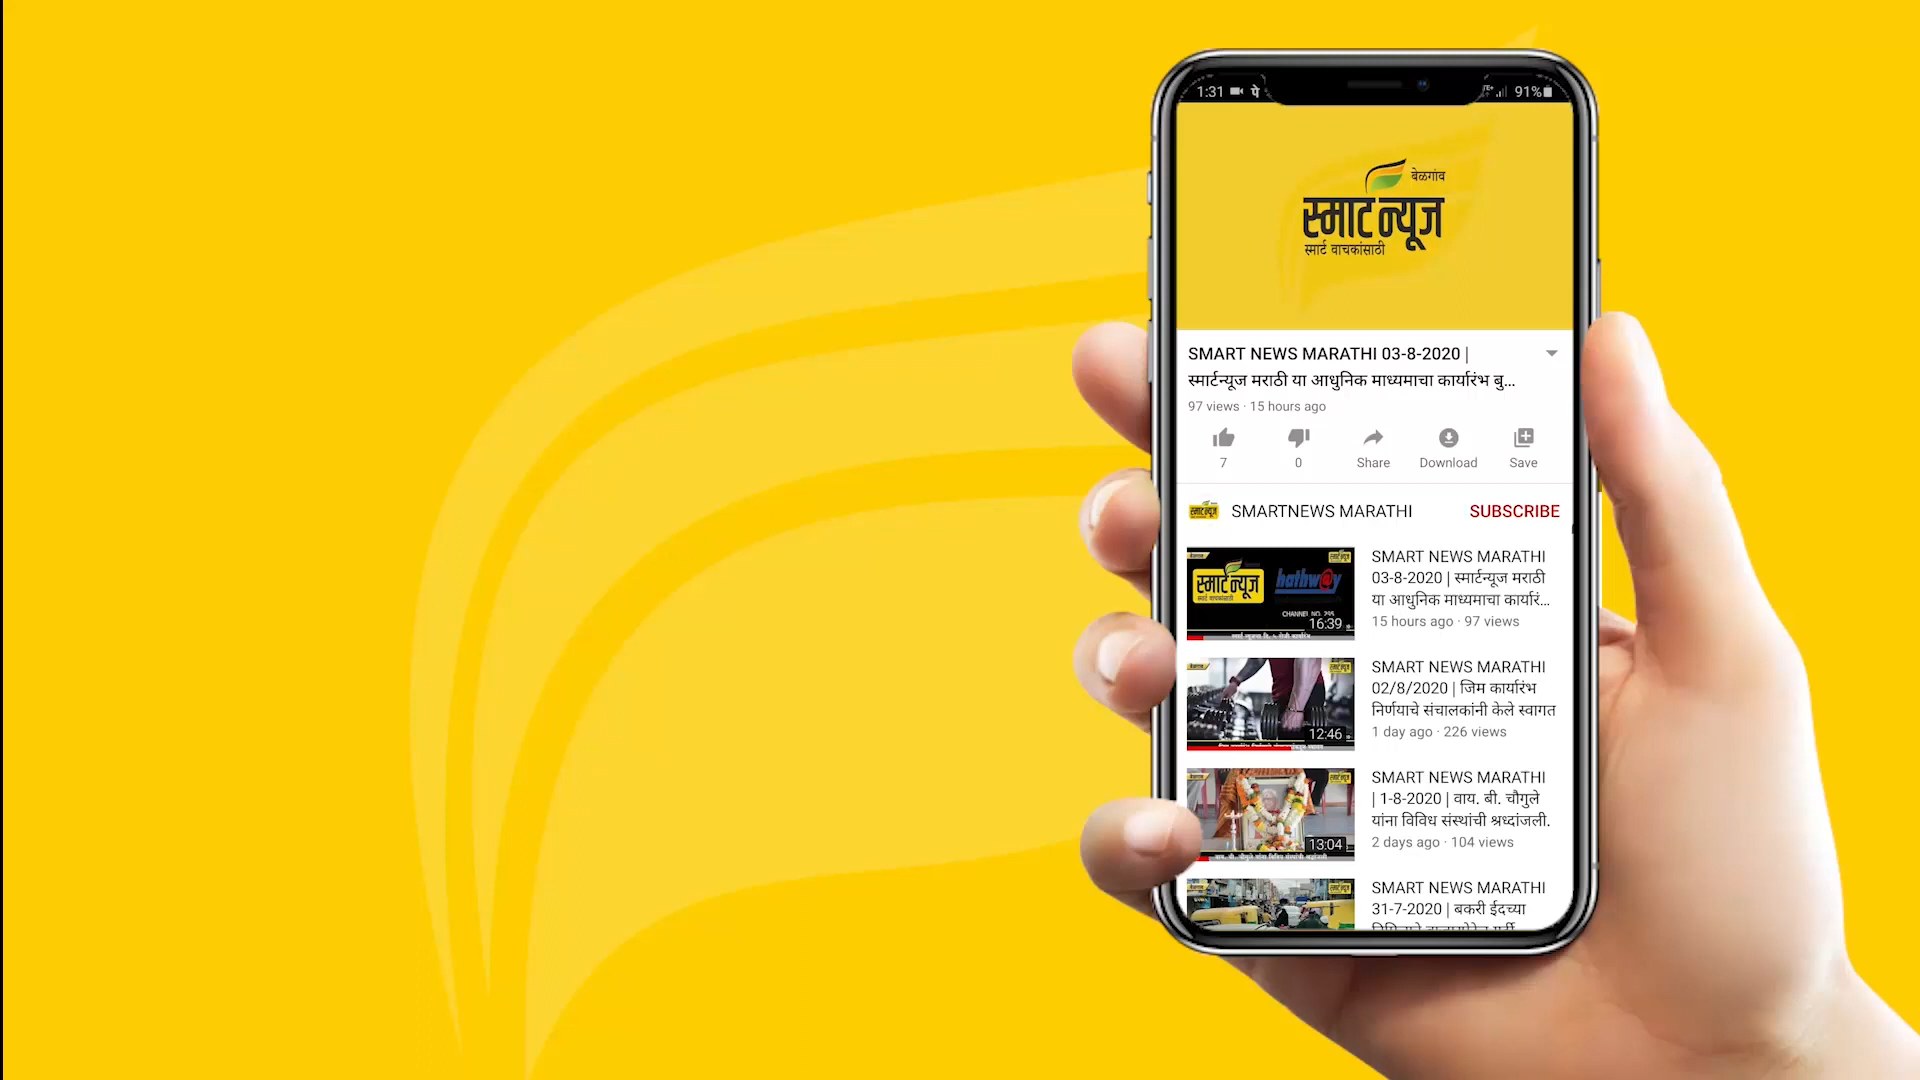 1:31 पे 91%
बेळगांव
स्मार्ट न्यूज
स्मार्ट वाचकांसाठी
SMART NEWS MARATHI 03-8-2020 |
स्मार्टन्यूज मराठी या आधुनिक माध्यमाचा कार्यारंभ बु...
97 views · 15 hours ago
7 0 Share Download Save
स्मार्ट न्यूज SMARTNEWS MARATHI SUBSCRIBE
स्मार्ट न्यूज hathway
CHANNEL NO. 295
16:39
SMART NEWS MARATHI
03-8-2020 | स्मार्टन्यूज मराठी
या आधुनिक माध्यमाचा कार्यारं...
15 hours ago · 97 views
12:46
SMART NEWS MARATHI
02/8/2020 | जिम कार्यारंभ
निर्णयाचे संचालकांनी केले स्वागत
1 day ago · 226 views
13:04
SMART NEWS MARATHI
| 1-8-2020 | वाय. बी. चौगुले
यांना विविध संस्थांची श्रध्दांजली.
2 days ago · 104 views
SMART NEWS MARATHI
31-7-2020 | बकरी ईदच्या